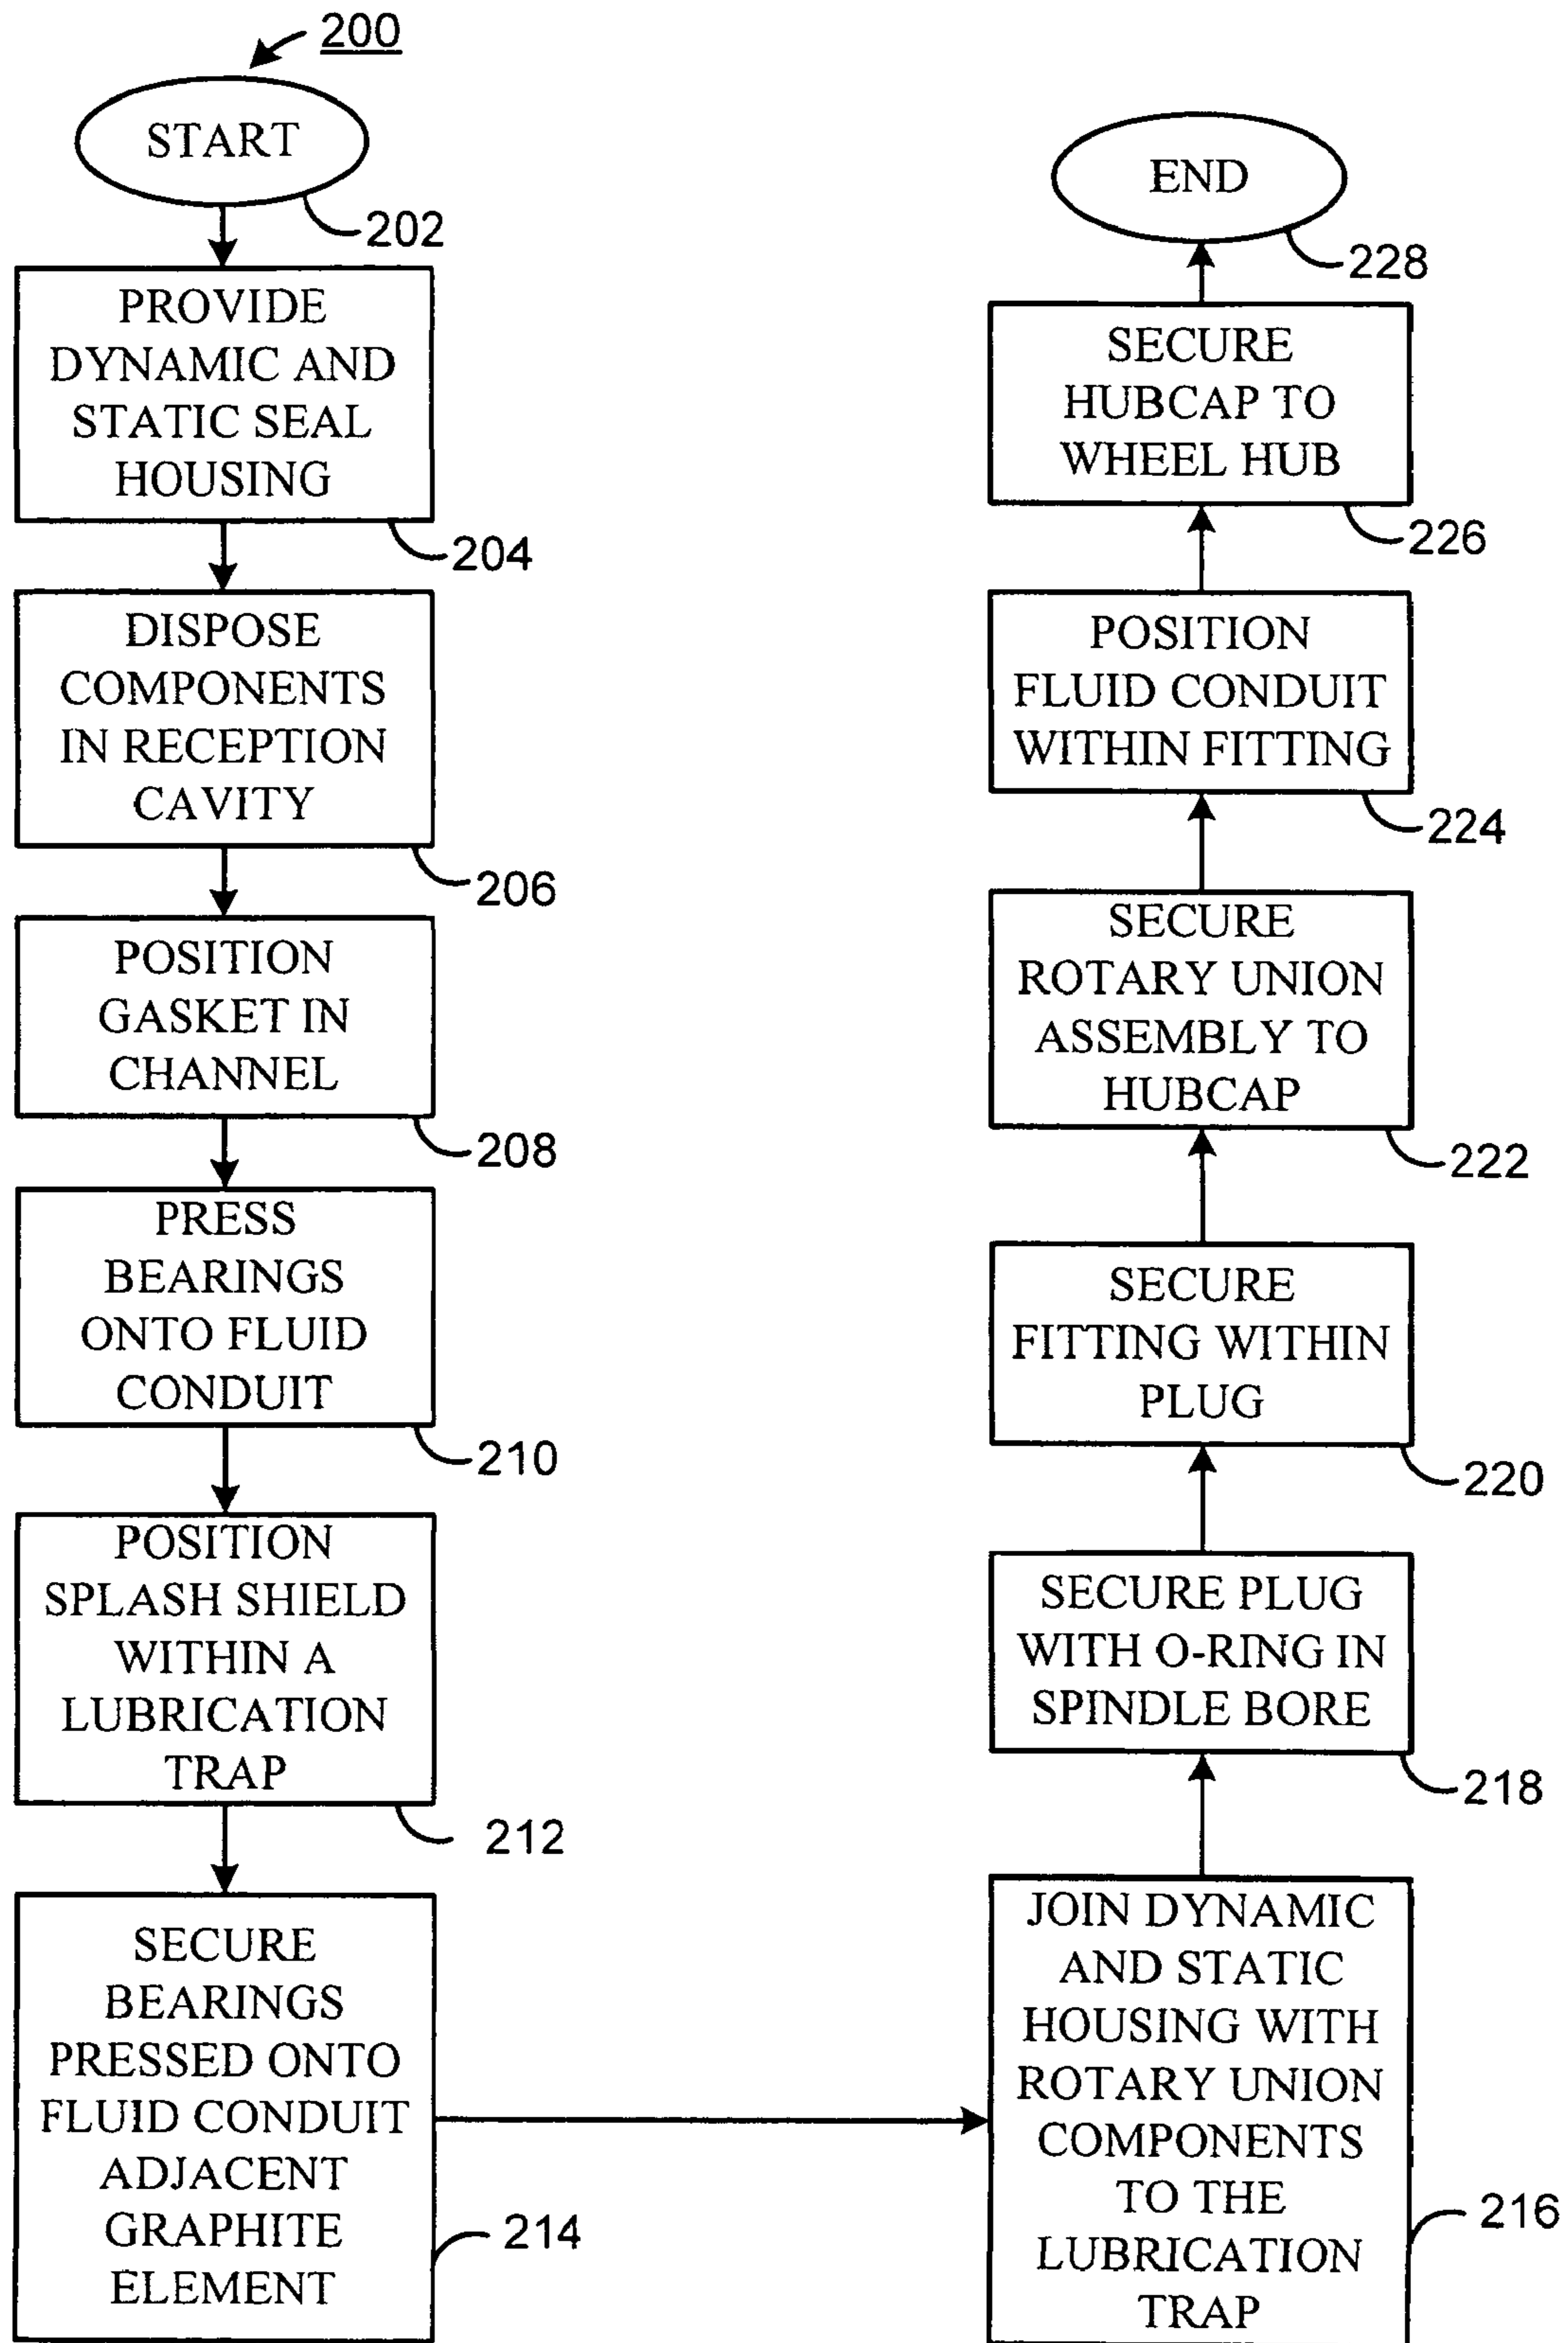 200
START
202
PROVIDE
DYNAMIC AND
STATIC SEAL
HOUSING
204
DISPOSE
COMPONENTS
IN RECEPTION
CAVITY
206
POSITION
GASKET IN
CHANNEL
208
PRESS
BEARINGS
ONTO FLUID
CONDUIT
210
POSITION
SPLASH SHIELD
WITHIN A
LUBRICATION
TRAP
212
SECURE
BEARINGS
PRESSED ONTO
FLUID CONDUIT
ADJACENT
GRAPHITE
ELEMENT
214
JOIN DYNAMIC
AND STATIC
HOUSING WITH
ROTARY UNION
COMPONENTS
TO THE
LUBRICATION
TRAP
216
SECURE PLUG
WITH O-RING IN
SPINDLE BORE
218
SECURE
FITTING WITHIN
PLUG
220
SECURE
ROTARY UNION
ASSEMBLY TO
HUBCAP
222
POSITION
FLUID CONDUIT
WITHIN FITTING
224
SECURE
HUBCAP TO
WHEEL HUB
226
END
228